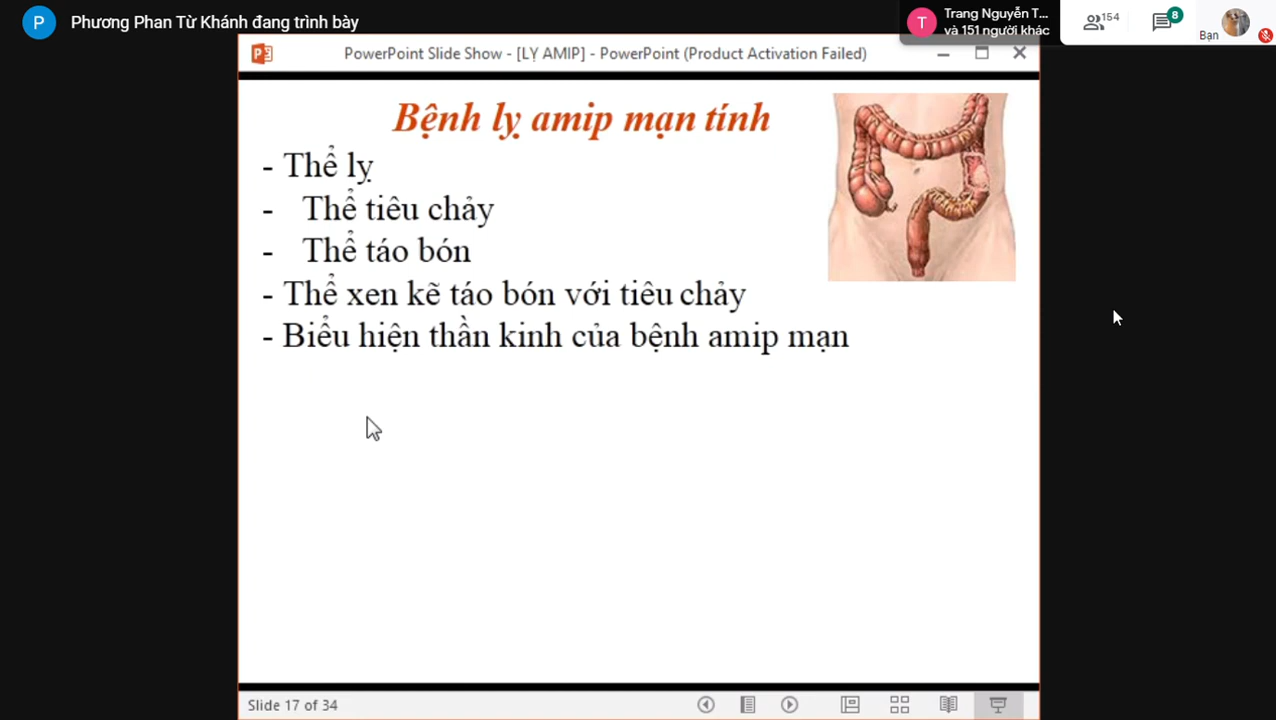 P Phương Phan Từ Khánh đang trình bày
T Trang Nguyễn T...
và 151 người khác
154
8
Bạn
PowerPoint Slide Show - [LỴ AMIP] - PowerPoint (Product Activation Failed)
Bệnh lỵ amip mạn tính
- Thể lỵ
- Thể tiêu chảy
- Thể táo bón
- Thể xen kẽ táo bón với tiêu chảy
- Biểu hiện thần kinh của bệnh amip mạn
Slide 17 of 34